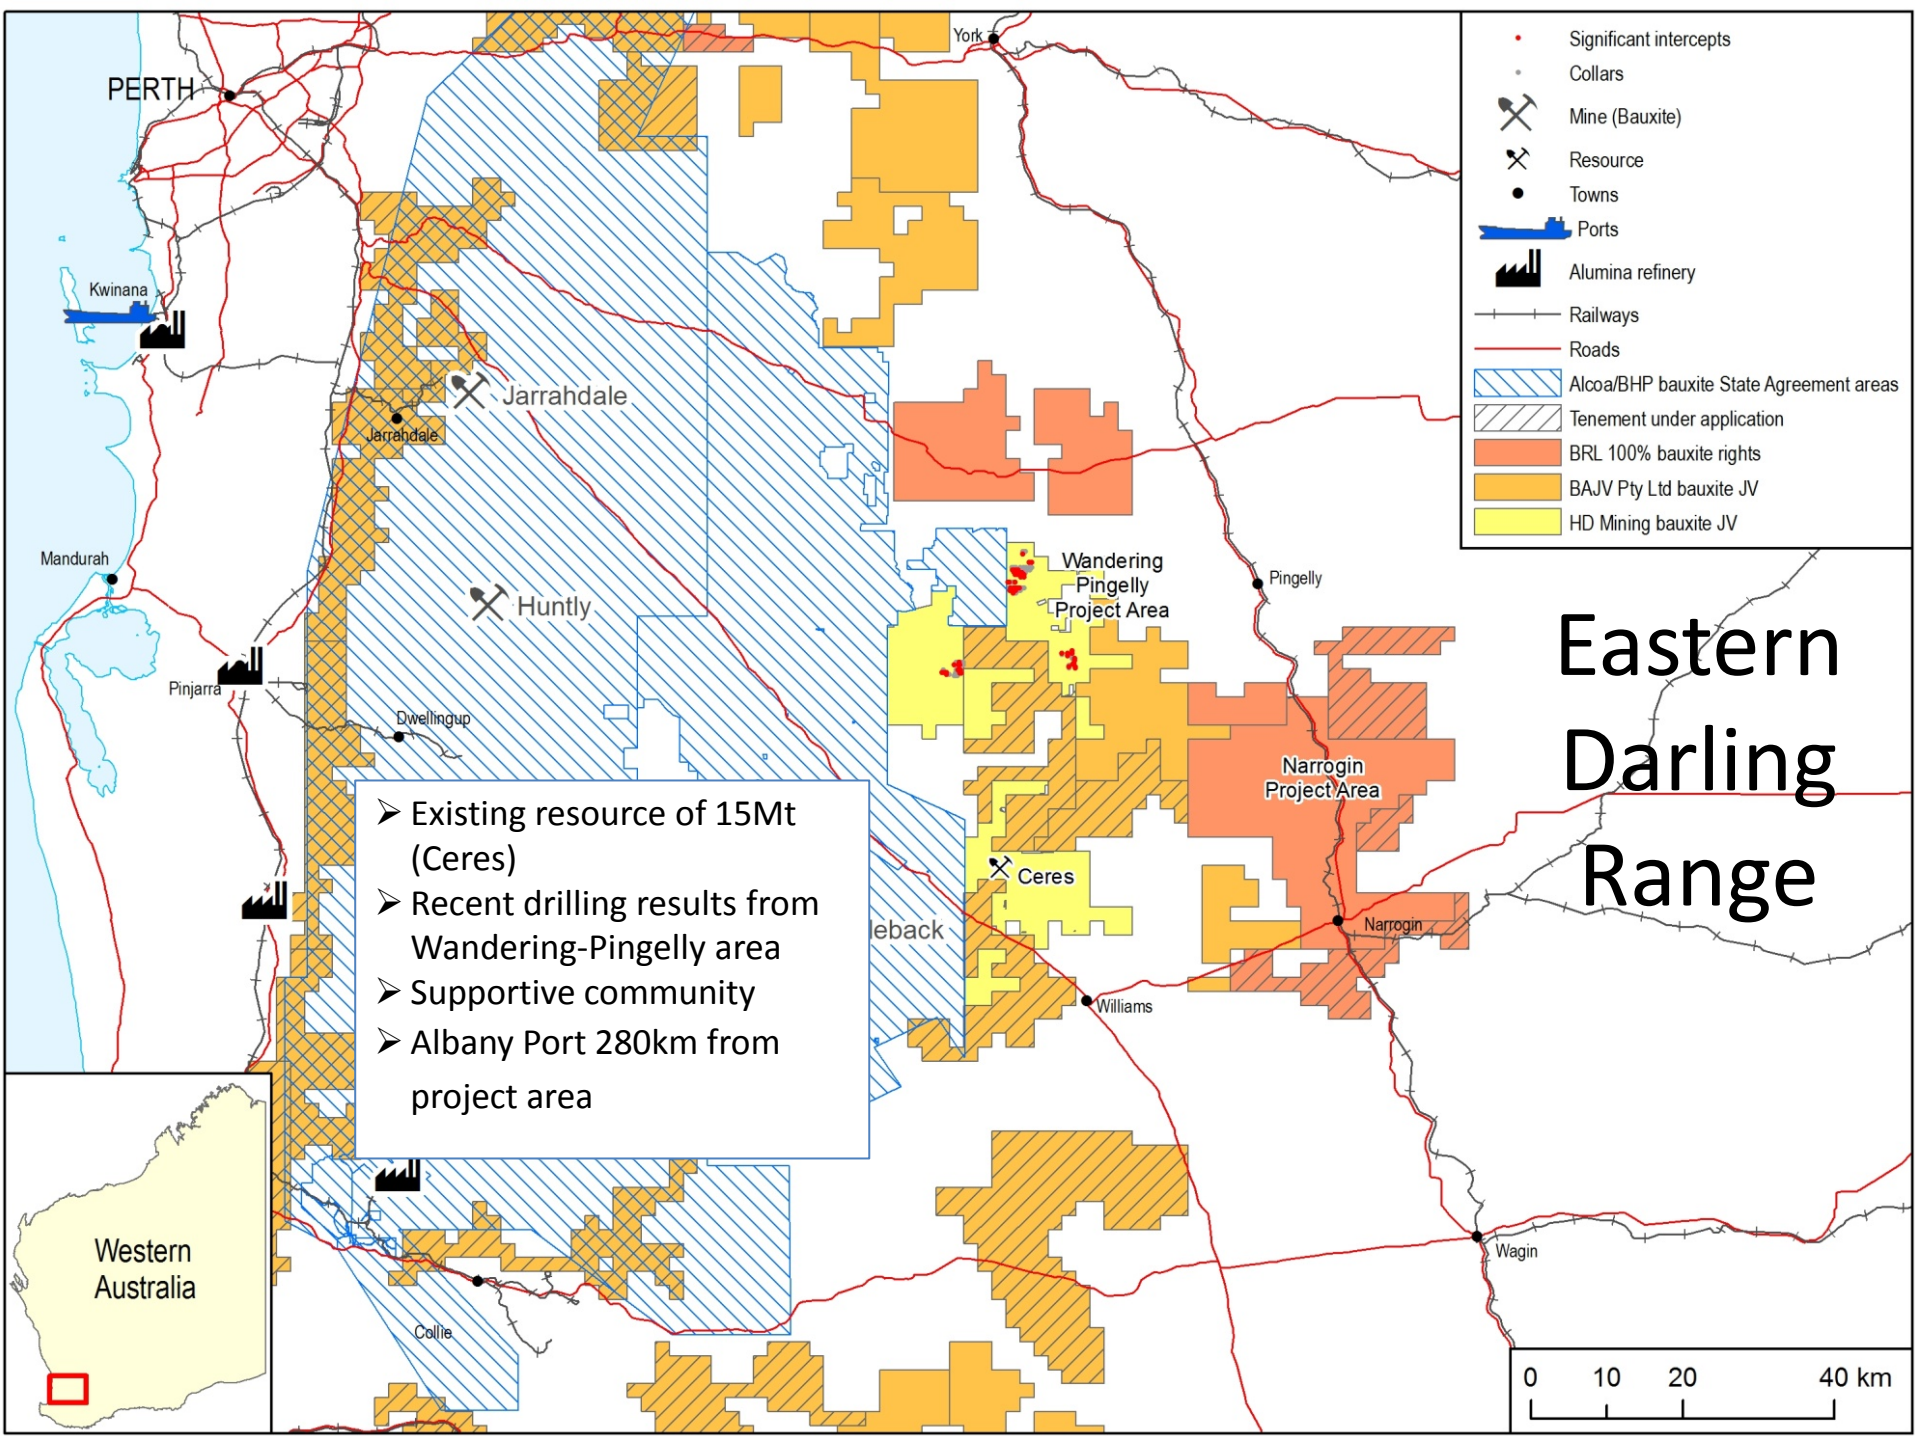 York
PERTH
Kwinana
Jarrahdale
Jarrahdale
Mandurah
Huntly
Pinjarra
Dwellingup
Wandering
Pingelly
Project Area
Pingelly
Narrogin
Project Area
Ceres
leback
Narrogin
Williams
Wagin
Collie
Significant intercepts
Collars
Mine (Bauxite)
Resource
Towns
Ports
Alumina refinery
Railways
Roads
Alcoa/BHP bauxite State Agreement areas
Tenement under application
BRL 100% bauxite rights
BAJV Pty Ltd bauxite JV
HD Mining bauxite JV
Eastern
Darling
Range
➢ Existing resource of 15Mt
(Ceres)
➢ Recent drilling results from
Wandering-Pingelly area
➢ Supportive community
➢ Albany Port 280km from
project area
Western
Australia
0 10 20 40 km